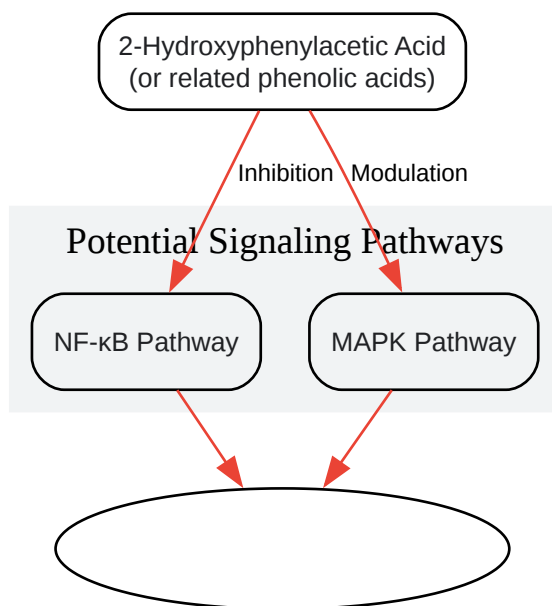 2-Hydroxyphenylacetic Acid
(or related phenolic acids)
Inhibition
Modulation
Potential Signaling Pathways
NF-κB Pathway
MAPK Pathway